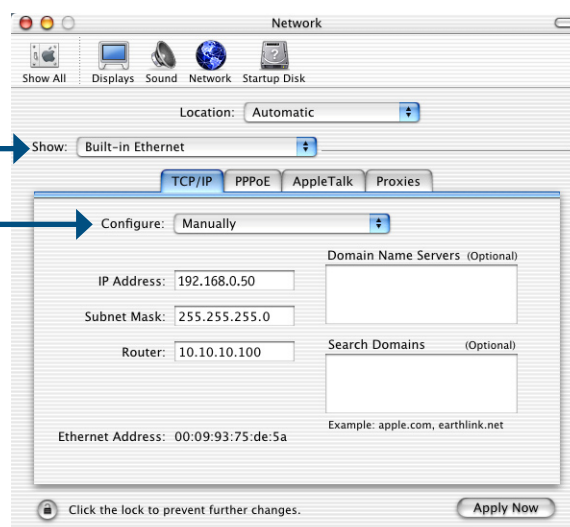 Network
Show All Displays Sound Network Startup Disk
Location: Automatic
Show: Built-in Ethernet
TCP/IP PPPoE AppleTalk Proxies
Configure: Manually
Domain Name Servers (Optional)
IP Address: 192.168.0.50
Subnet Mask: 255.255.255.0
Search Domains (Optional)
Router: 10.10.10.100
Example: apple.com, earthlink.net
Ethernet Address: 00:09:93:75:de:5a
Click the lock to prevent further changes.
Apply Now